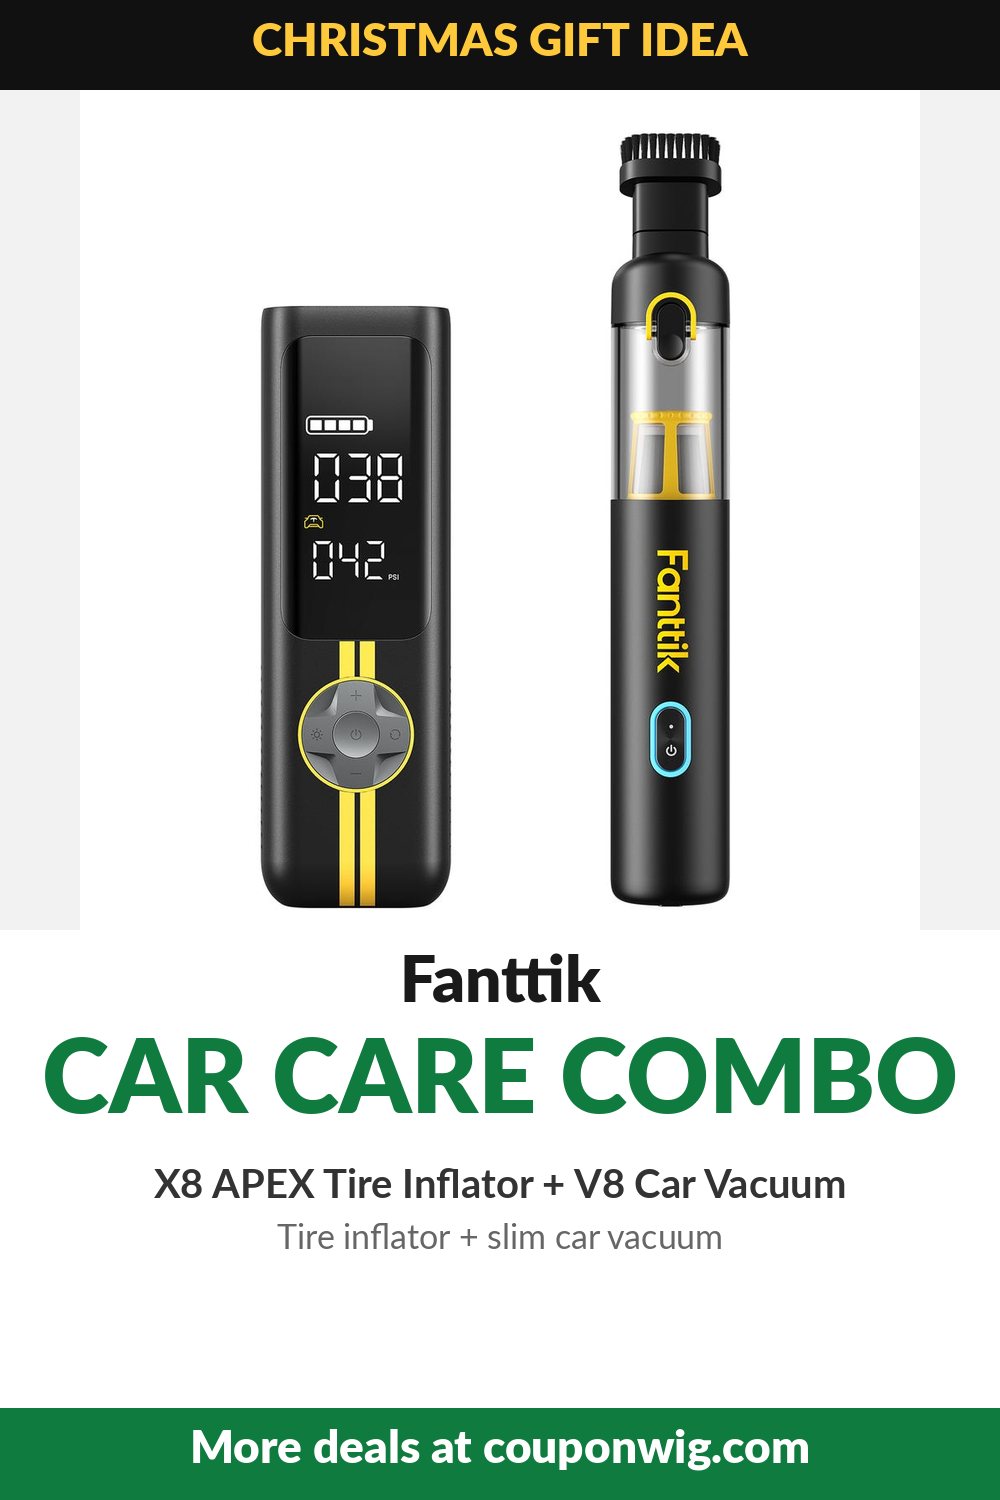 CHRISTMAS GIFT IDEA
038
042 PSI
Fanttik
Fanttik
CAR CARE COMBO
X8 APEX Tire Inflator + V8 Car Vacuum
Tire inflator + slim car vacuum
More deals at couponwig.com